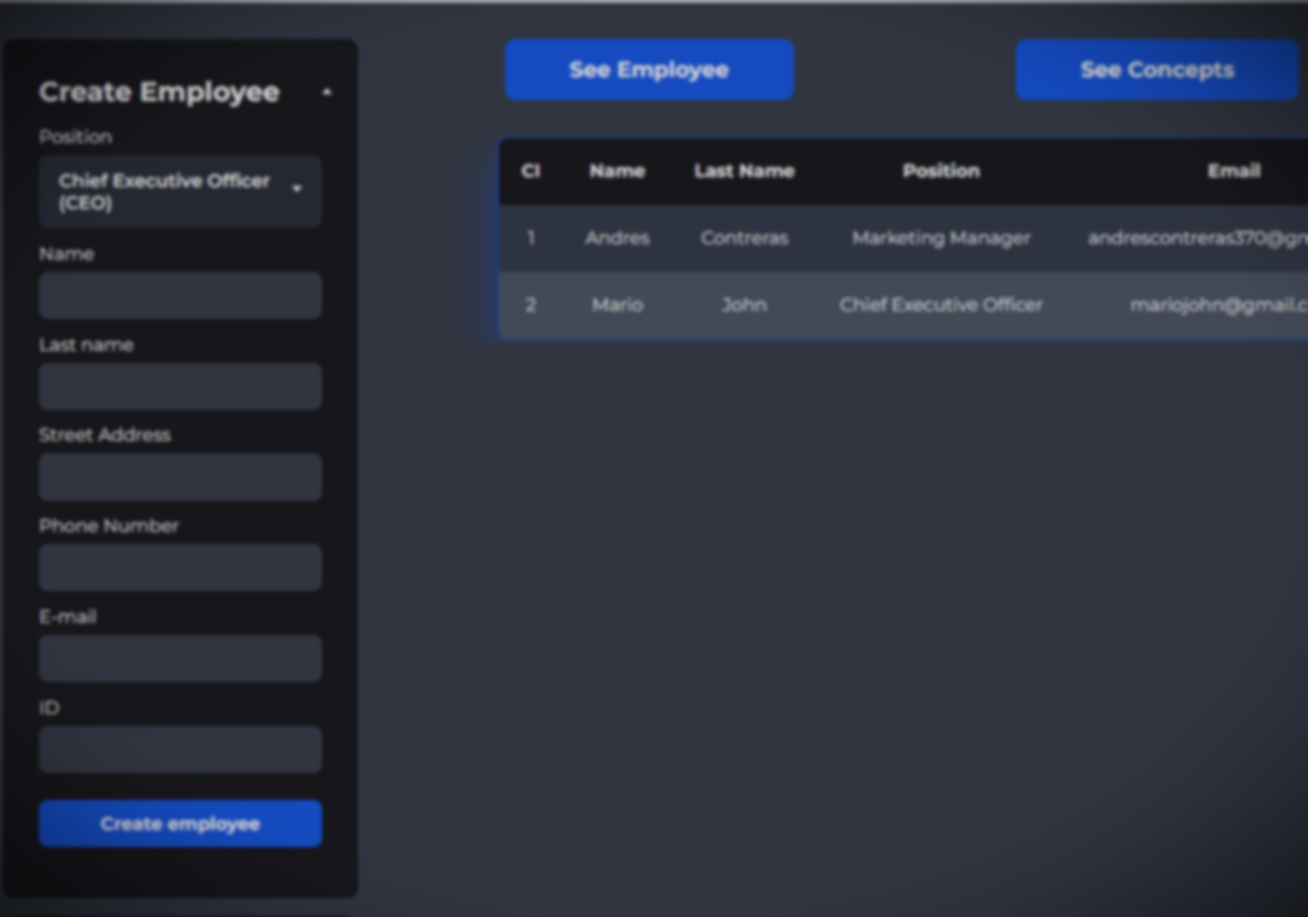 Create Employee
Position
Chief Executive Officer
(CEO)
Name
Last name
Street Address
Phone Number
E-mail
ID
Create employee
See Employee
See Concepts
CI Name Last Name Position Email
1 Andres Contreras Marketing Manager andrescontreras370@gm
2 Mario John Chief Executive Officer mariojohn@gmail.c